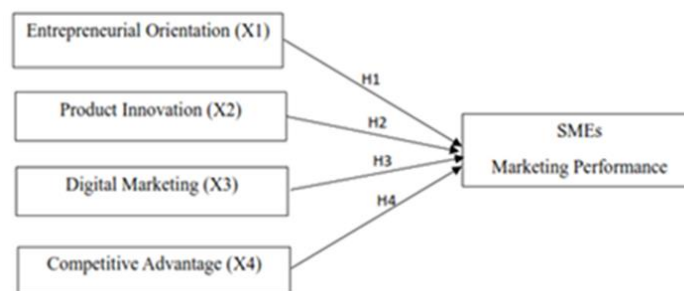 Entrepreneurial Orientation (X1)
H1
Product Innovation (X2)
H2
SMEs
Marketing Performance
H3
Digital Marketing (X3)
H4
Competitive Advantage (X4)